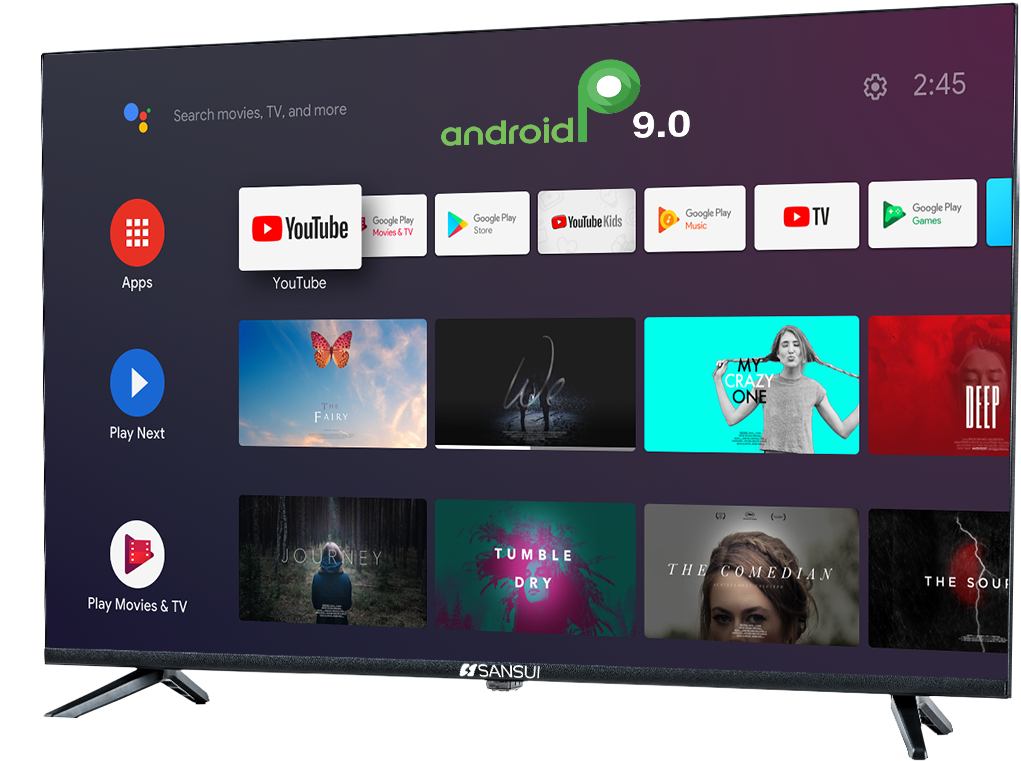 Search movies, TV, and more
android 9.0
2:45
YouTube
Google Play
Movies & TV
Google Play
Store
YouTube Kids
Google Play
Music
TV
Google Play
Games
YouTube
Apps
THE
FAIRY
Live
MY
CRAZY
ONE
DEEP
Play Next
JOURNEY
TUMBLE
DRY
THE COMEDIAN
THE SOUP
Play Movies & TV
SANSUI